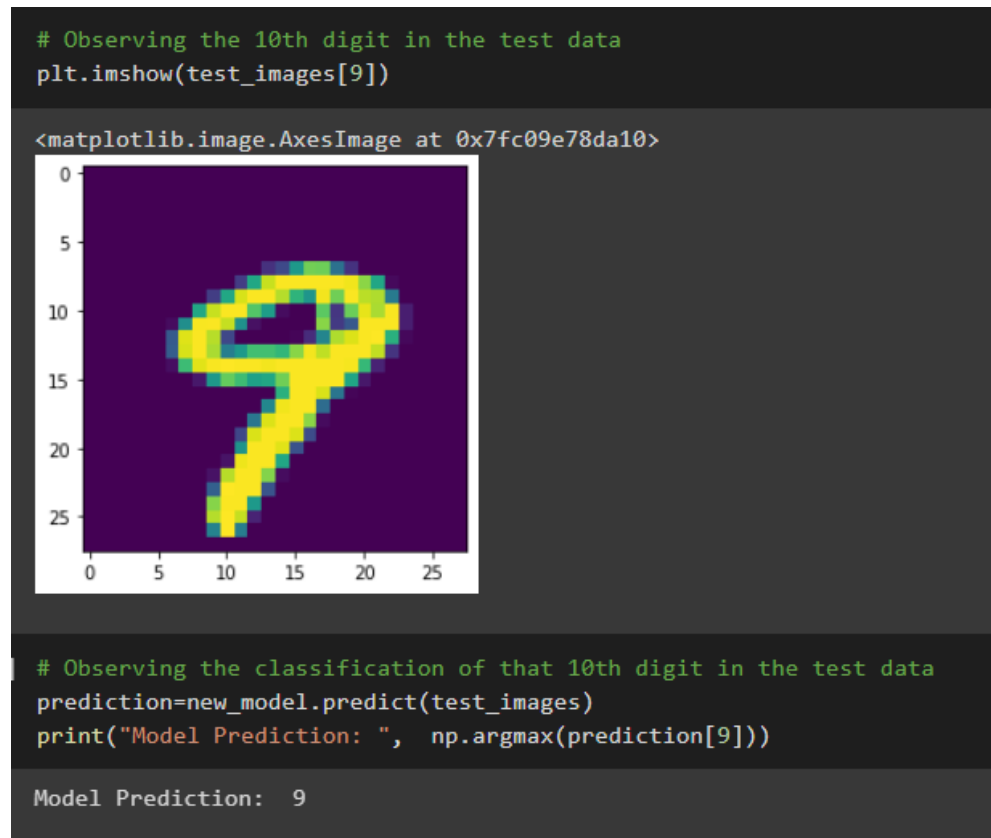 # Observing the 10th digit in the test data
plt.imshow(test_images[9])
<matplotlib.image.AxesImage at 0x7fc09e78da10>
0
5
10
15
20
25
0 5 10 15 20 25
# Observing the classification of that 10th digit in the test data
prediction=new_model.predict(test_images)
print("Model Prediction: ",  np.argmax(prediction[9]))
Model Prediction:  9